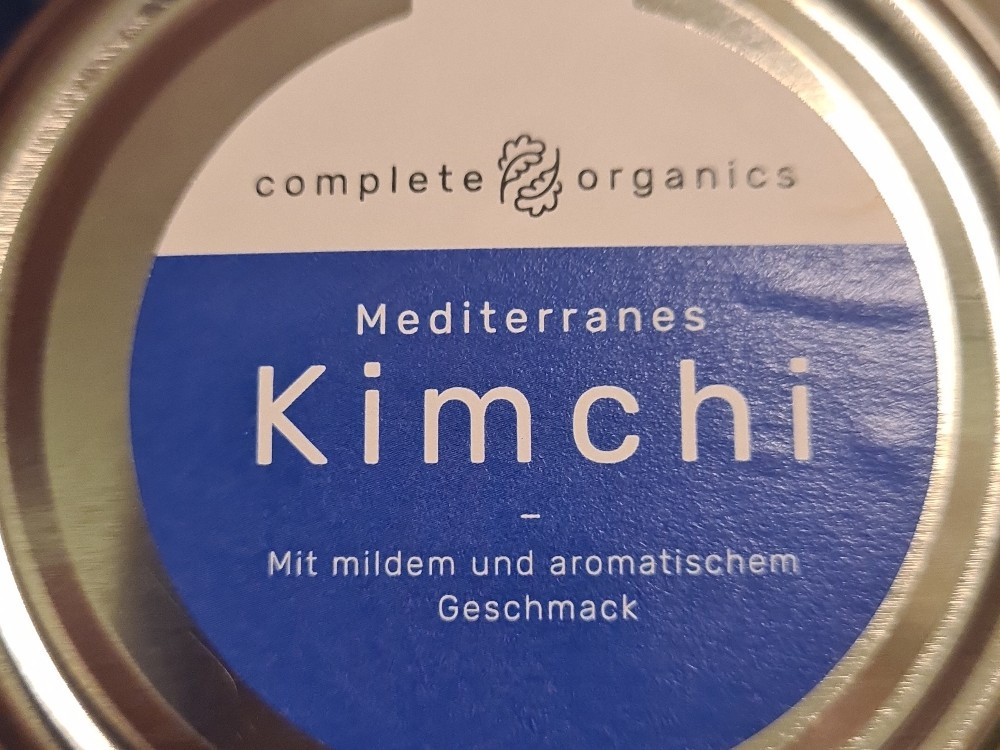 complete organics
Mediterranes
Kimchi
–
Mit mildem und aromatischem
Geschmack